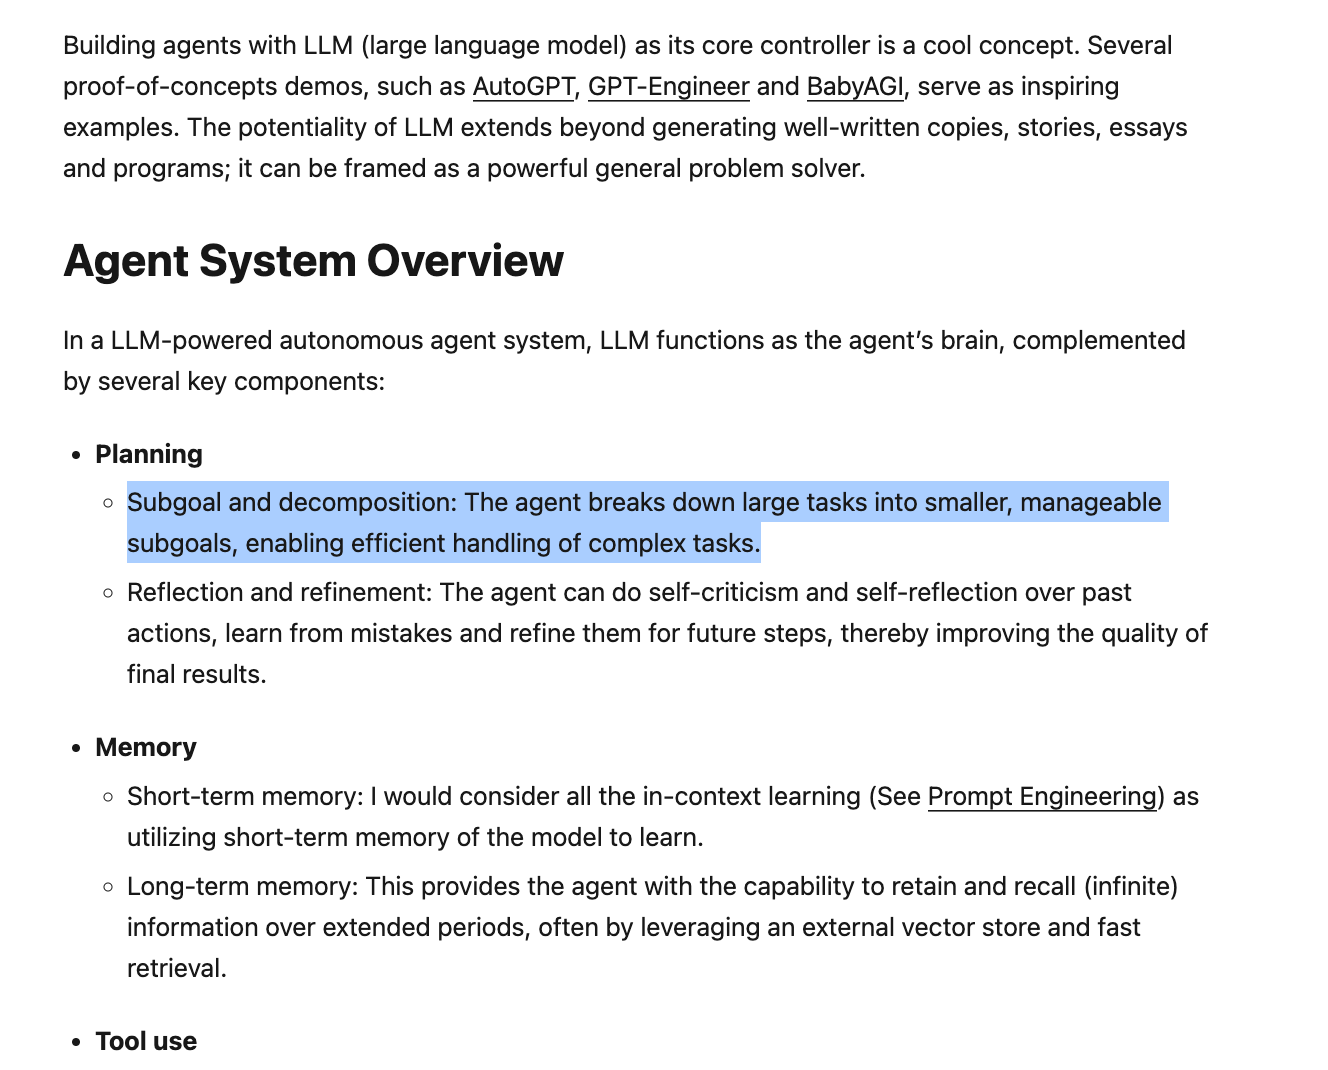 Building agents with LLM (large language model) as its core controller is a cool concept. Several
proof-of-concepts demos, such as AutoGPT, GPT-Engineer and BabyAGI, serve as inspiring
examples. The potentiality of LLM extends beyond generating well-written copies, stories, essays
and programs; it can be framed as a powerful general problem solver.
Agent System Overview
In a LLM-powered autonomous agent system, LLM functions as the agent’s brain, complemented
by several key components:
• Planning
◦ Subgoal and decomposition: The agent breaks down large tasks into smaller, manageable
subgoals, enabling efficient handling of complex tasks.
◦ Reflection and refinement: The agent can do self-criticism and self-reflection over past
actions, learn from mistakes and refine them for future steps, thereby improving the quality of
final results.
• Memory
◦ Short-term memory: I would consider all the in-context learning (See Prompt Engineering) as
utilizing short-term memory of the model to learn.
◦ Long-term memory: This provides the agent with the capability to retain and recall (infinite)
information over extended periods, often by leveraging an external vector store and fast
retrieval.
• Tool use